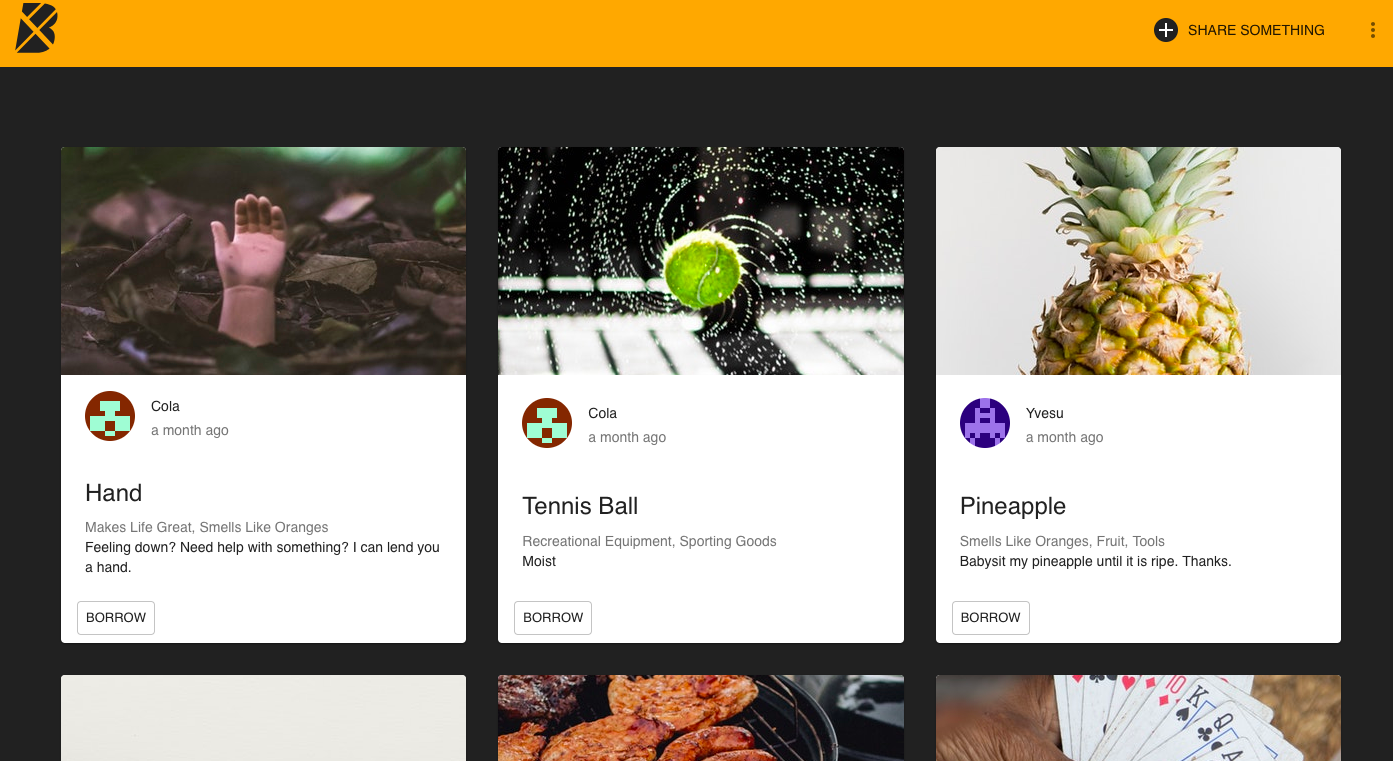 SHARE SOMETHING
Cola
a month ago
Hand
Makes Life Great, Smells Like Oranges
Feeling down? Need help with something? I can lend you
a hand.
BORROW
Cola
a month ago
Tennis Ball
Recreational Equipment, Sporting Goods
Moist
BORROW
Yvesu
a month ago
Pineapple
Smells Like Oranges, Fruit, Tools
Babysit my pineapple until it is ripe. Thanks.
BORROW
10
K
Q
A